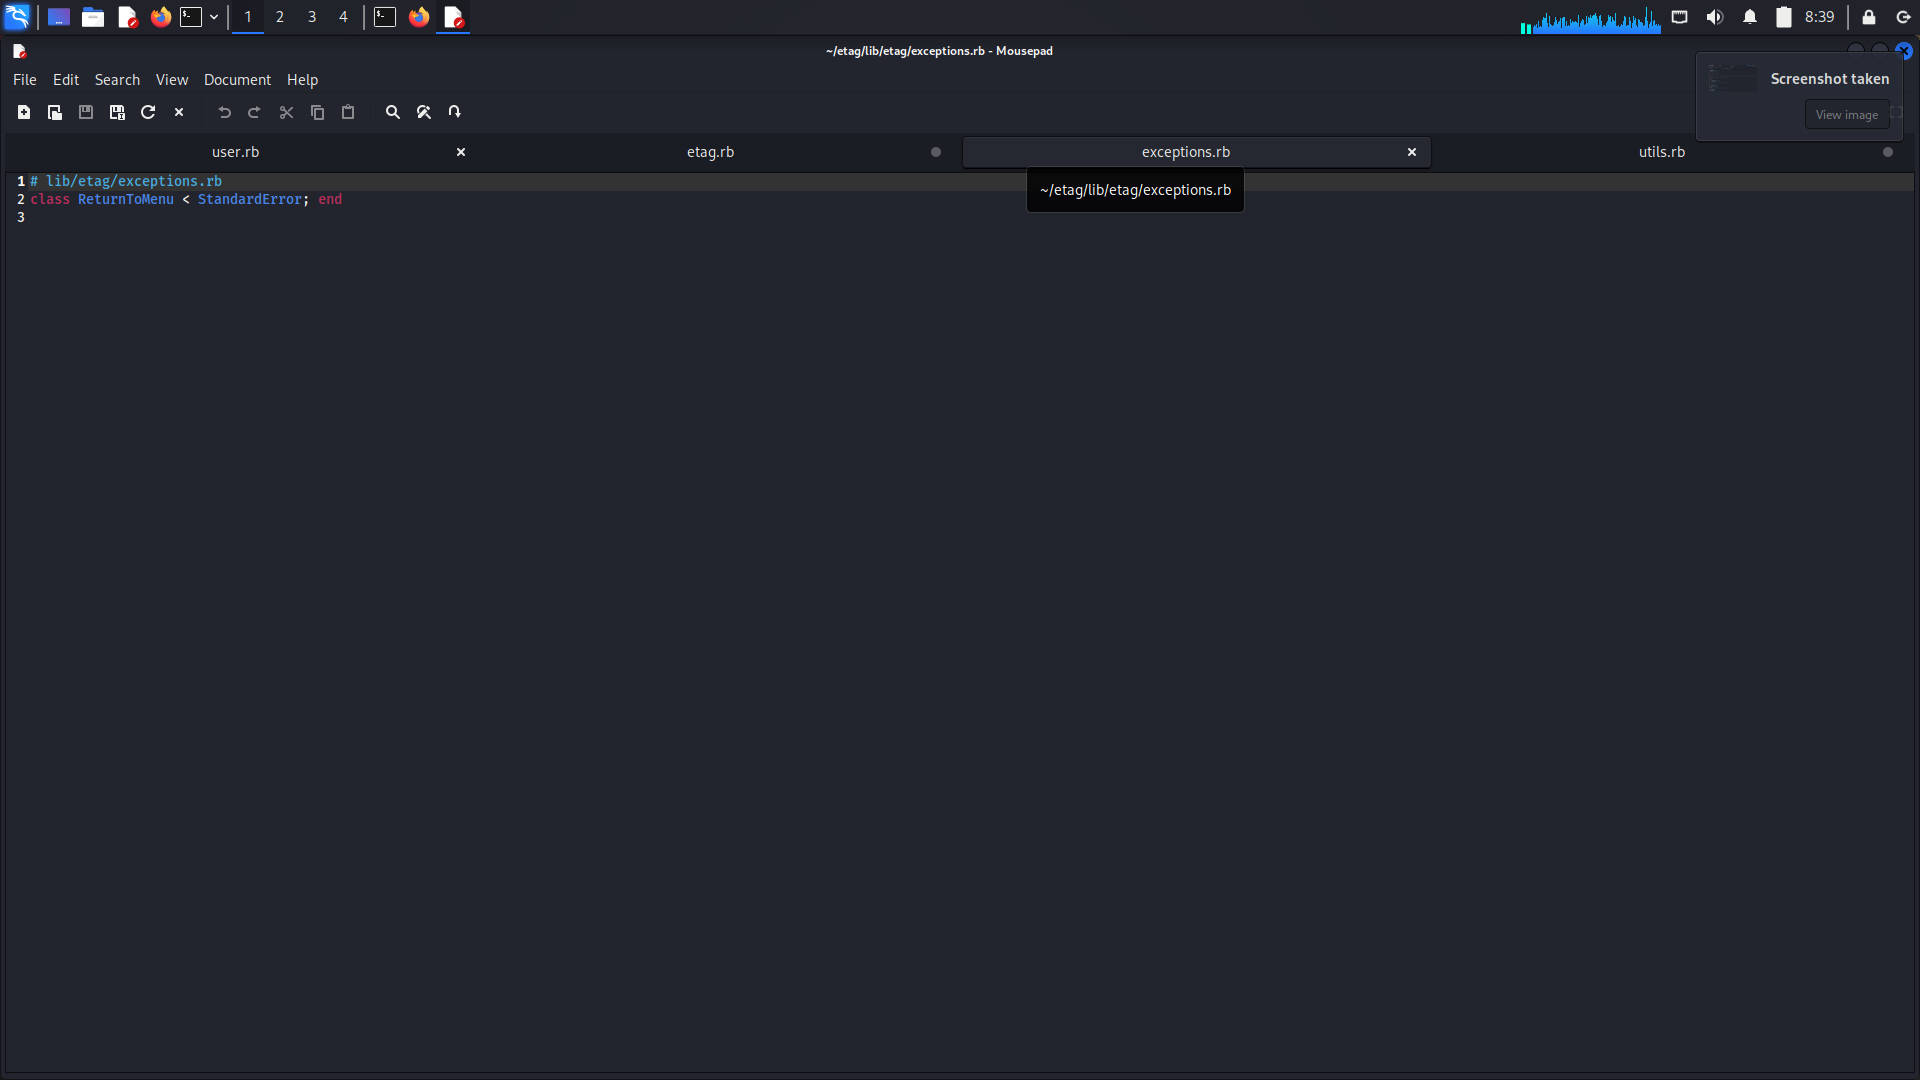 1 2 3 4
8:39
~/etag/lib/etag/exceptions.rb - Mousepad
File Edit Search View Document Help
Screenshot taken
View image
user.rb etag.rb exceptions.rb utils.rb
~/etag/lib/etag/exceptions.rb
1 # lib/etag/exceptions.rb
2 class ReturnToMenu < StandardError; end
3